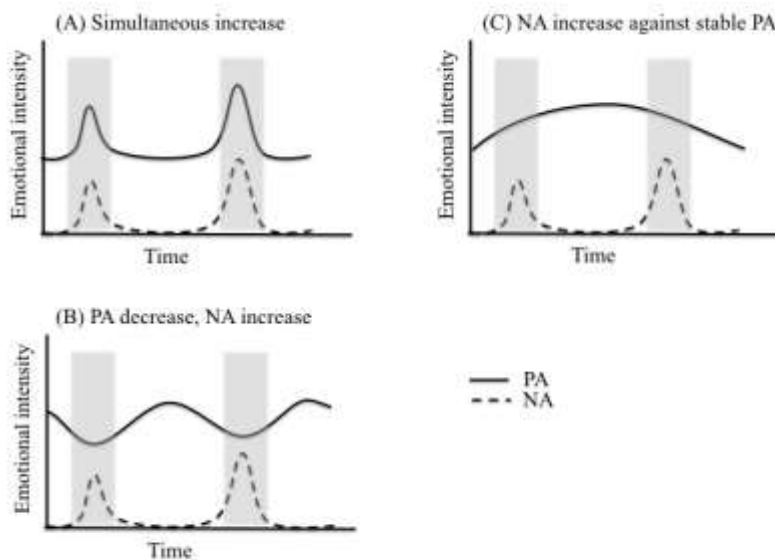 (A) Simultaneous increase
Emotional intensity
Time
(C) NA increase against stable PA
Emotional intensity
Time
(B) PA decrease, NA increase
Emotional intensity
Time
PA
NA